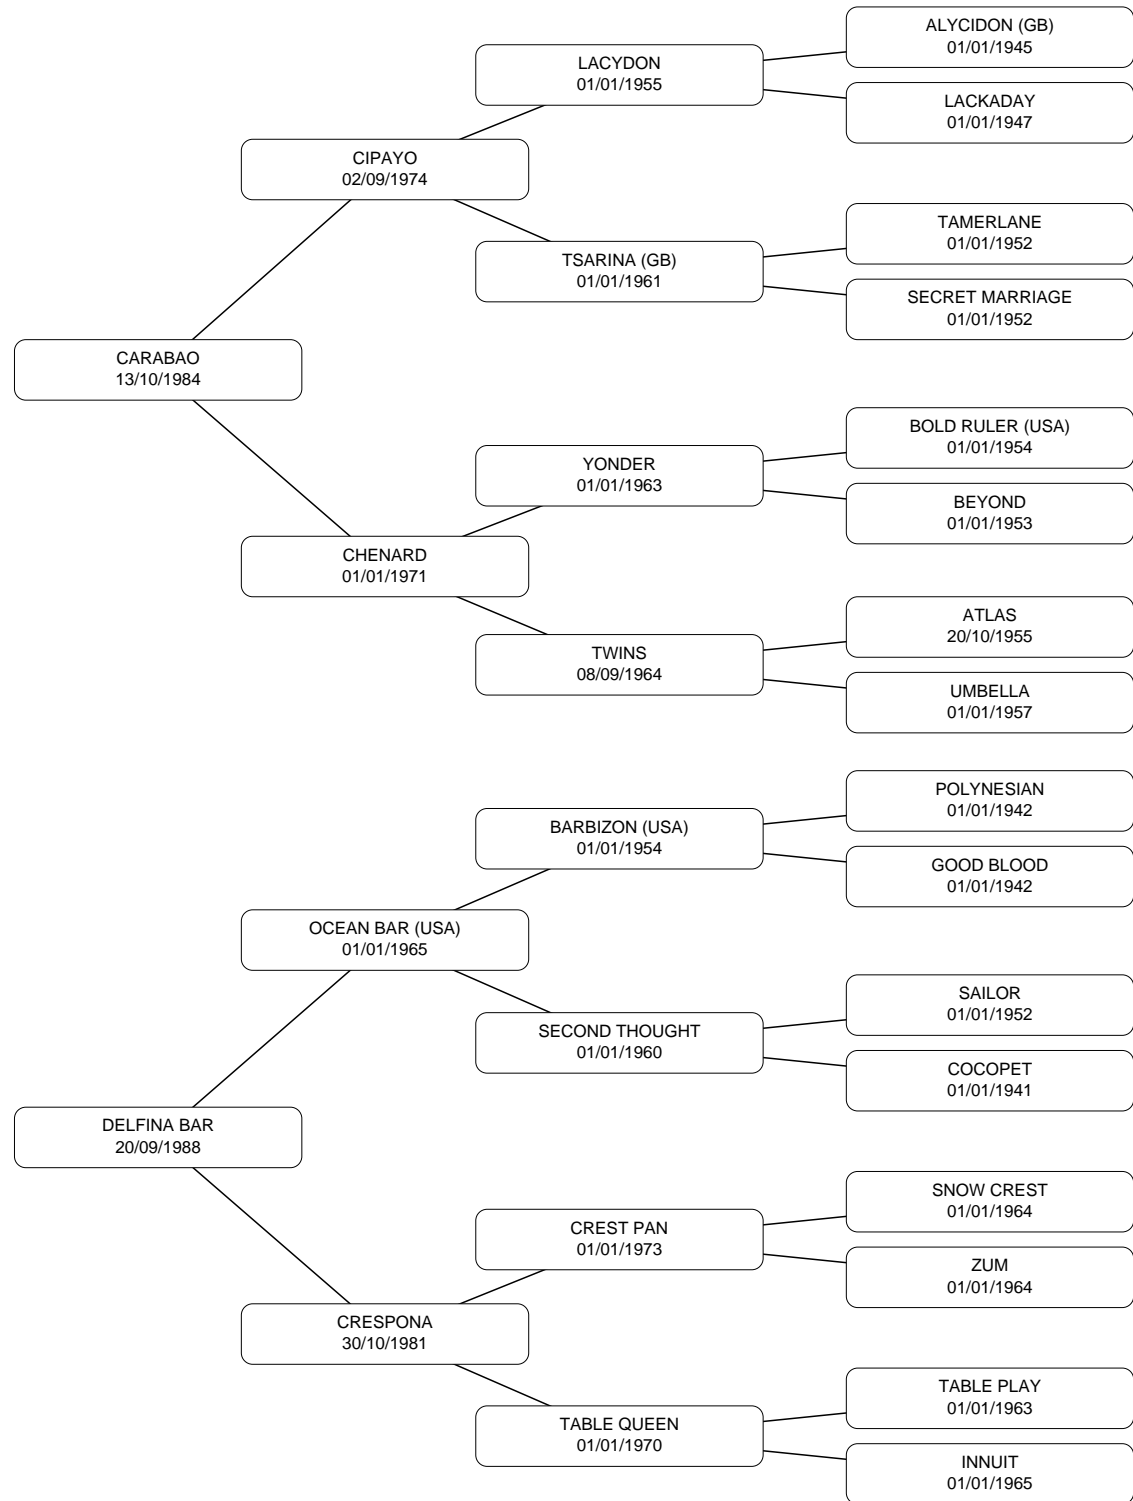 ALYCIDON (GB)
01/01/1945
LACYDON
01/01/1955
LACKADAY
01/01/1947
CIPAYO
02/09/1974
TAMERLANE
01/01/1952
TSARINA (GB)
01/01/1961
SECRET MARRIAGE
01/01/1952
CARABAO
13/10/1984
BOLD RULER (USA)
01/01/1954
YONDER
01/01/1963
BEYOND
01/01/1953
CHENARD
01/01/1971
ATLAS
20/10/1955
TWINS
08/09/1964
UMBELLA
01/01/1957
POLYNESIAN
01/01/1942
BARBIZON (USA)
01/01/1954
GOOD BLOOD
01/01/1942
OCEAN BAR (USA)
01/01/1965
SAILOR
01/01/1952
SECOND THOUGHT
01/01/1960
COCOPET
01/01/1941
DELFINA BAR
20/09/1988
SNOW CREST
01/01/1964
CREST PAN
01/01/1973
ZUM
01/01/1964
CRESPONA
30/10/1981
TABLE PLAY
01/01/1963
TABLE QUEEN
01/01/1970
INNUIT
01/01/1965